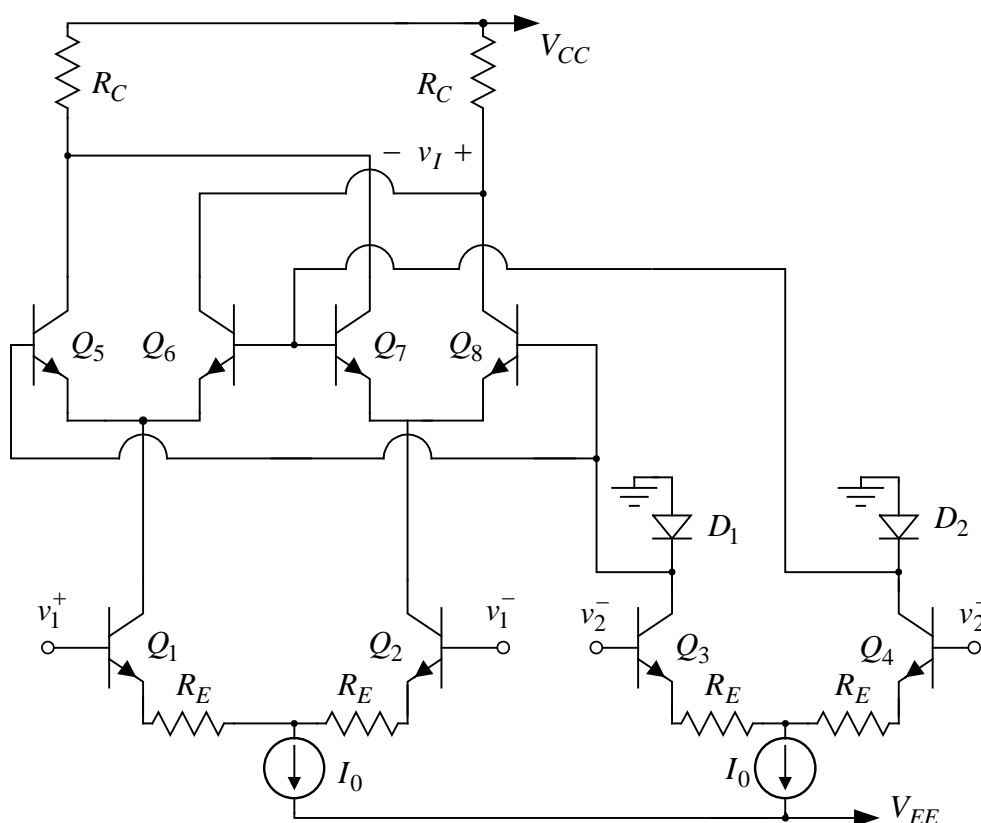 V_CC
R_C R_C
− v_I +
Q_5 Q_6 Q_7 Q_8
D_1 D_2
v_1^+ v_1^- v_2^- v_2^-
Q_1 Q_2 Q_3 Q_4
R_E R_E R_E R_E
I_0 I_0
V_EE